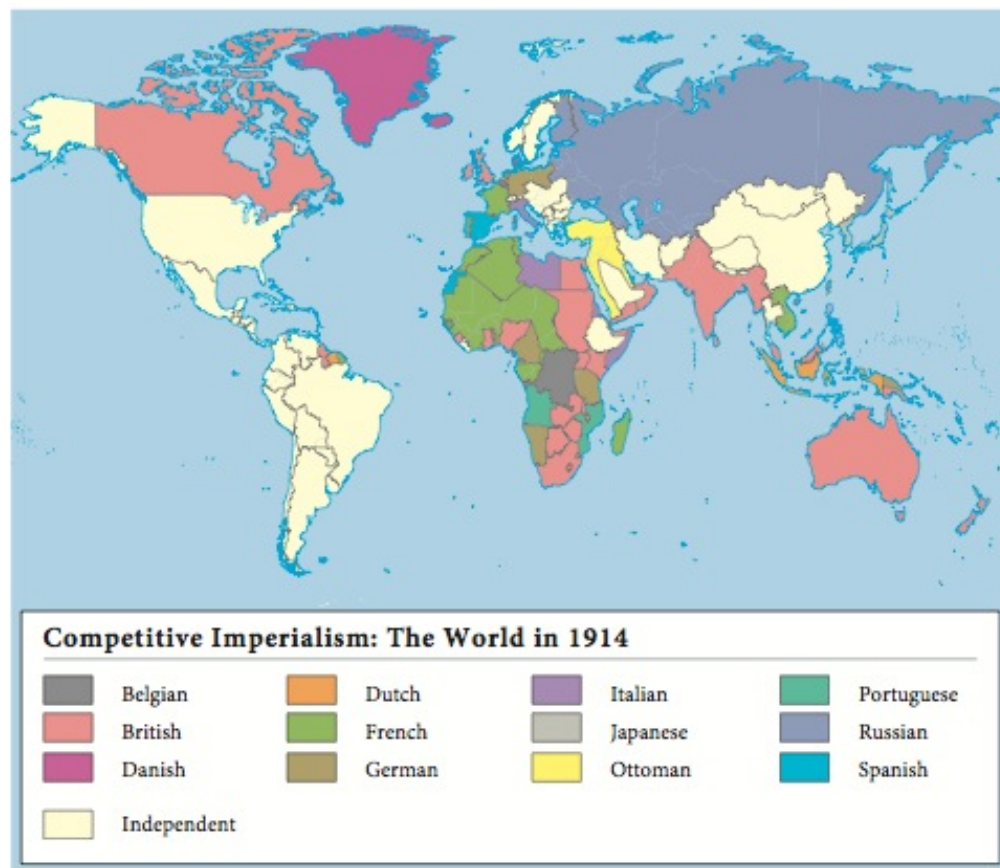 Competitive Imperialism: The World in 1914
Belgian Dutch Italian Portuguese
British French Japanese Russian
Danish German Ottoman Spanish
Independent